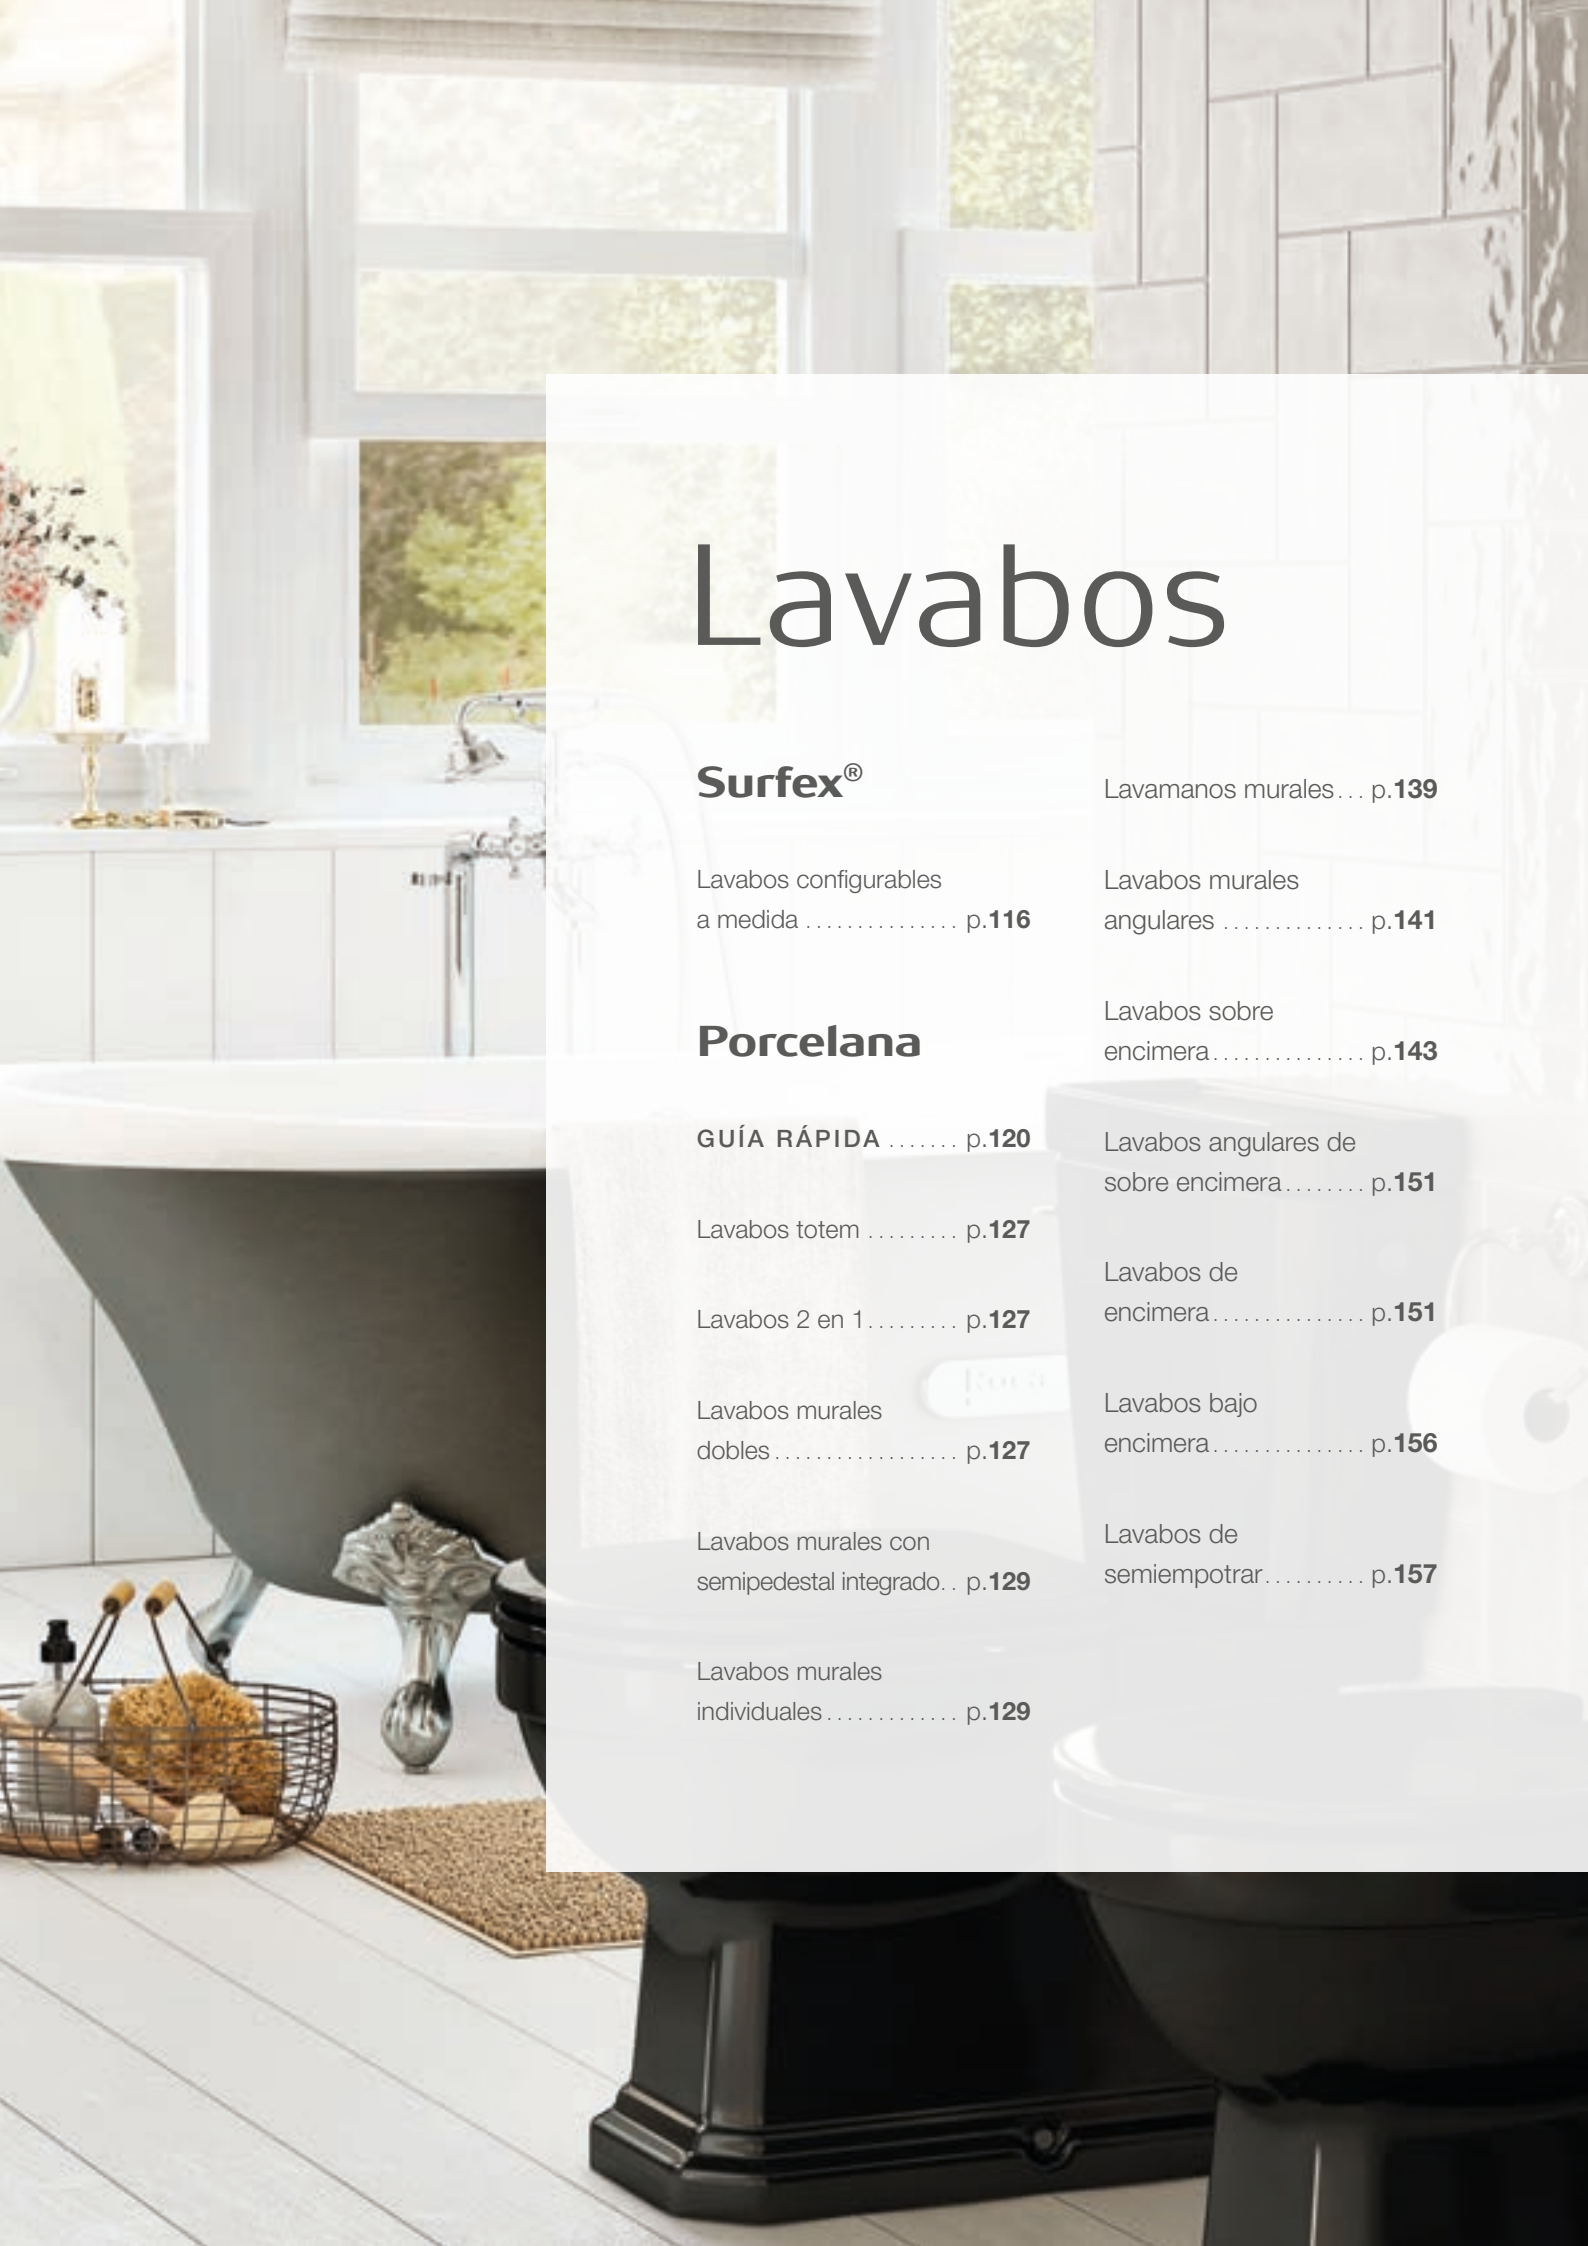 Lavabos
Surfex®
Lavabos configurables
a medida ............... p.116
Porcelana
GUÍA RÁPIDA ....... p.120
Lavabos totem ......... p.127
Lavabos 2 en 1......... p.127
Lavabos murales
dobles.................. p.127
Lavabos murales con
semipedestal integrado.. p.129
Lavabos murales
individuales............. p.129
Lavamanos murales... p.139
Lavabos murales
angulares .............. p.141
Lavabos sobre
encimera............... p.143
Lavabos angulares de
sobre encimera........ p.151
Lavabos de
encimera............... p.151
Lavabos bajo
encimera............... p.156
Lavabos de
semiempotrar.......... p.157
Roca